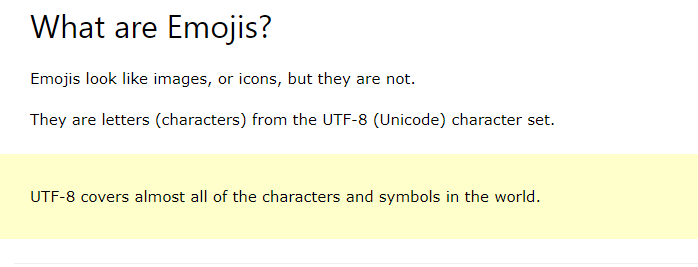 What are Emojis?
Emojis look like images, or icons, but they are not.
They are letters (characters) from the UTF-8 (Unicode) character set.
UTF-8 covers almost all of the characters and symbols in the world.